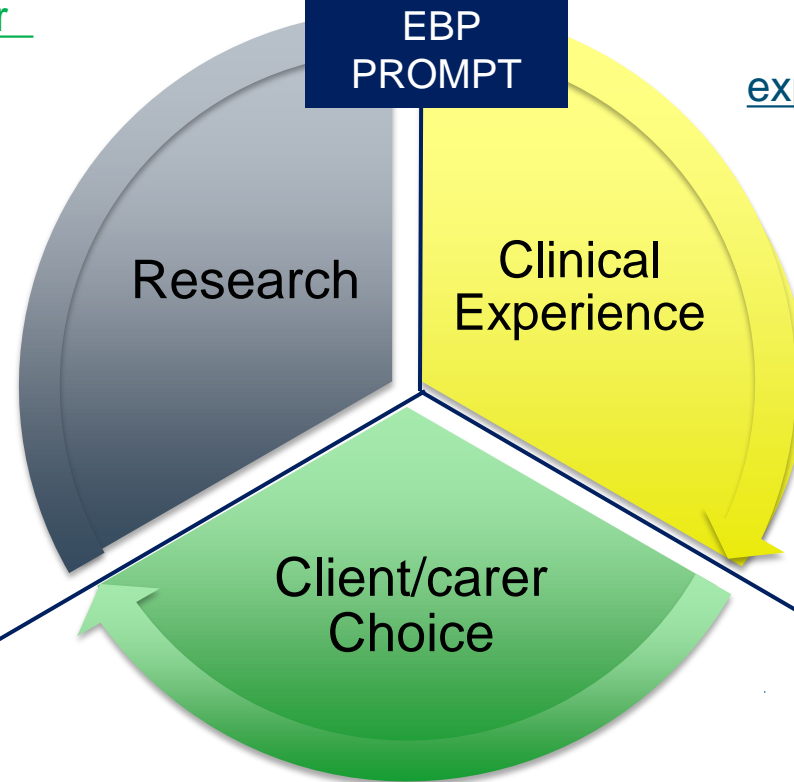 EBP
PROMPT
Research
Clinical
Experience
Client/carer
Choice